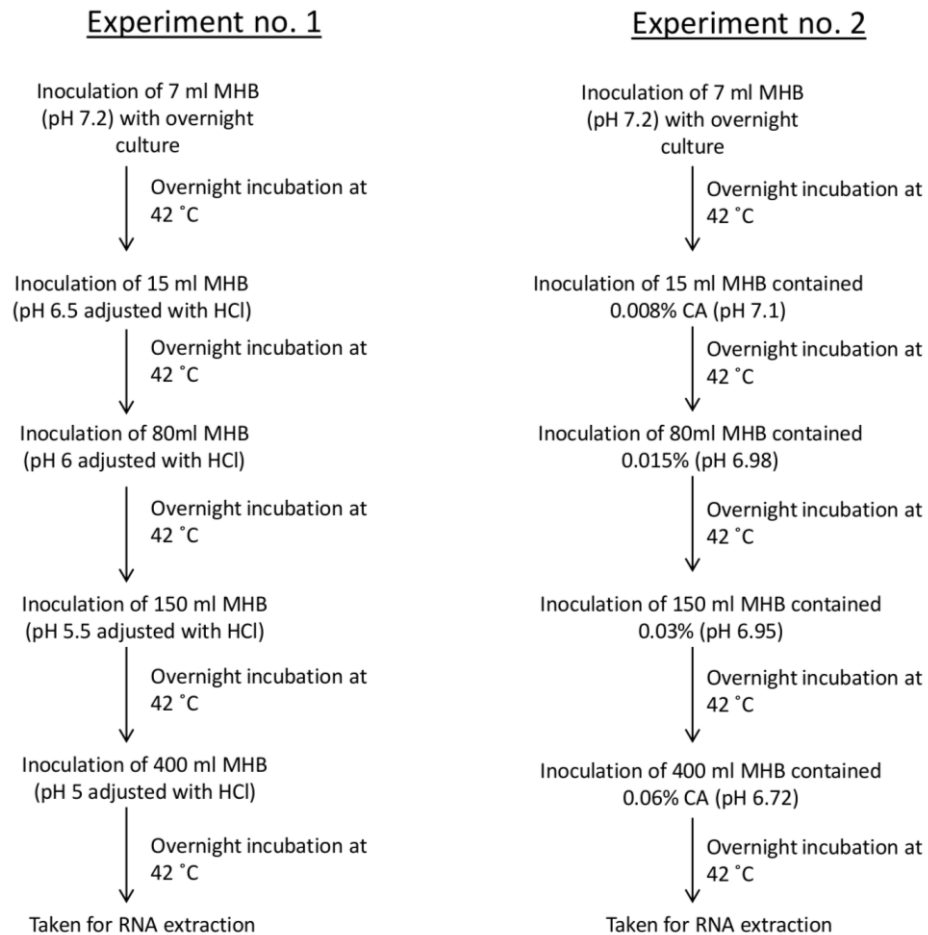 Experiment no. 1
Inoculation of 7 ml MHB
(pH 7.2) with overnight
culture
Overnight incubation at
42 ˚C
Inoculation of 15 ml MHB
(pH 6.5 adjusted with HCl)
Overnight incubation at
42 ˚C
Inoculation of 80ml MHB
(pH 6 adjusted with HCl)
Overnight incubation at
42 ˚C
Inoculation of 150 ml MHB
(pH 5.5 adjusted with HCl)
Overnight incubation at
42 ˚C
Inoculation of 400 ml MHB
(pH 5 adjusted with HCl)
Overnight incubation at
42 ˚C
Taken for RNA extraction
Experiment no. 2
Inoculation of 7 ml MHB
(pH 7.2) with overnight
culture
Overnight incubation at
42 ˚C
Inoculation of 15 ml MHB contained
0.008% CA (pH 7.1)
Overnight incubation at
42 ˚C
Inoculation of 80ml MHB contained
0.015% (pH 6.98)
Overnight incubation at
42 ˚C
Inoculation of 150 ml MHB contained
0.03% (pH 6.95)
Overnight incubation at
42 ˚C
Inoculation of 400 ml MHB contained
0.06% CA (pH 6.72)
Overnight incubation at
42 ˚C
Taken for RNA extraction